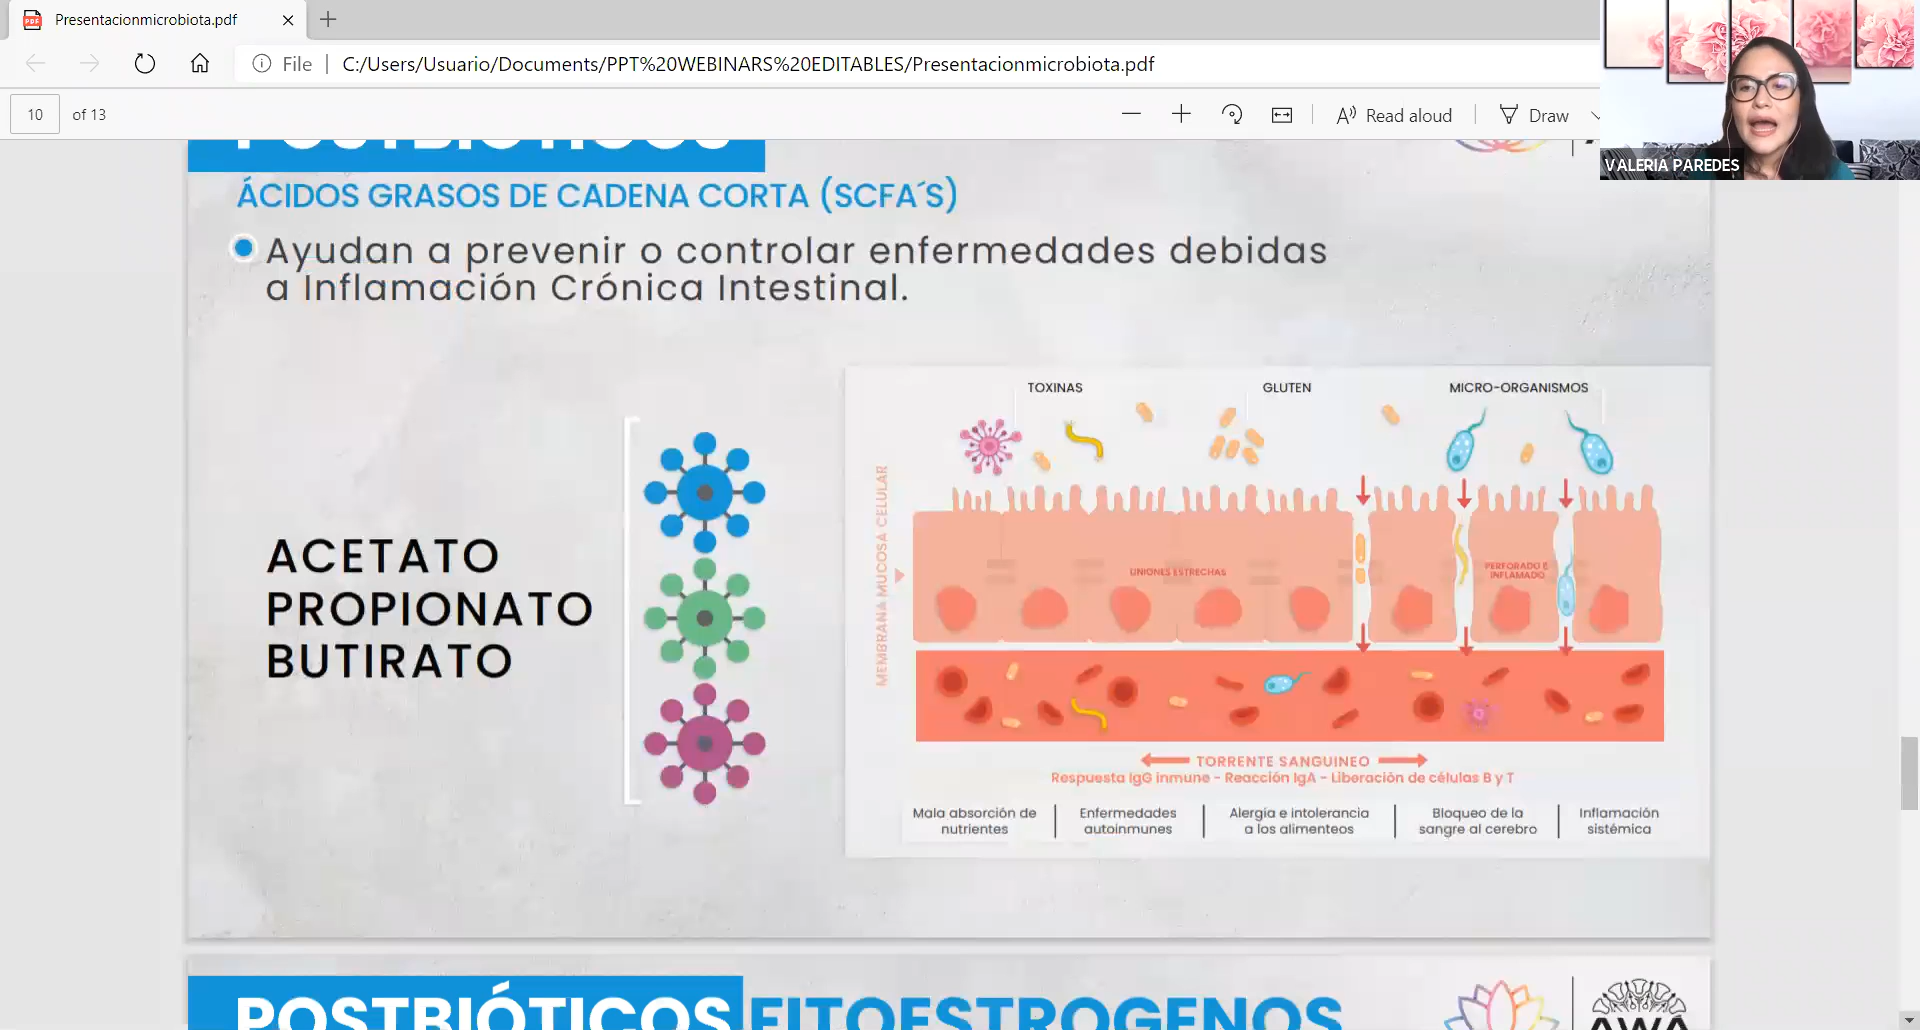 Presentacionmicrobiota.pdf
File
C:/Users/Usuario/Documents/PPT%20WEBINARS%20EDITABLES/Presentacionmicrobiota.pdf
10 of 13
Read aloud
Draw
VALERIA PAREDES
POSTBIÓTICOS
ÁCIDOS GRASOS DE CADENA CORTA (SCFA´S)
Ayudan a prevenir o controlar enfermedades debidas
a Inflamación Crónica Intestinal.
ACETATO
PROPIONATO
BUTIRATO
TOXINAS
GLUTEN
MICRO-ORGANISMOS
MEMBRANA MUCOSA CELULAR
UNIONES ESTRECHAS
PERFORADO E
INFLAMADO
TORRENTE SANGUINEO
Respuesta IgG inmune - Reacción IgA - Liberación de células B y T
Mala absorción de
nutrientes
Enfermedades
autoinmunes
Alergia e intolerancia
a los alimenteos
Bloqueo de la
sangre al cerebro
Inflamación
sistémica
POSTBIÓTICOS FITOESTROGENOS
AWÁ